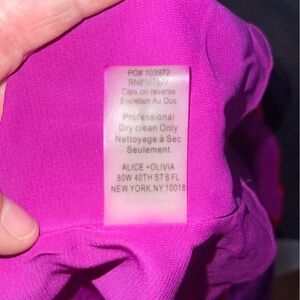 PO# 103972
RN#107677
Care on reverse
Entretien Au Dos
Professional
Dry clean Only
Nettoyage à Sec
Seulement
ALICE +OLIVIA
80W 40TH ST 6 FL
NEW YORK.NY 10018